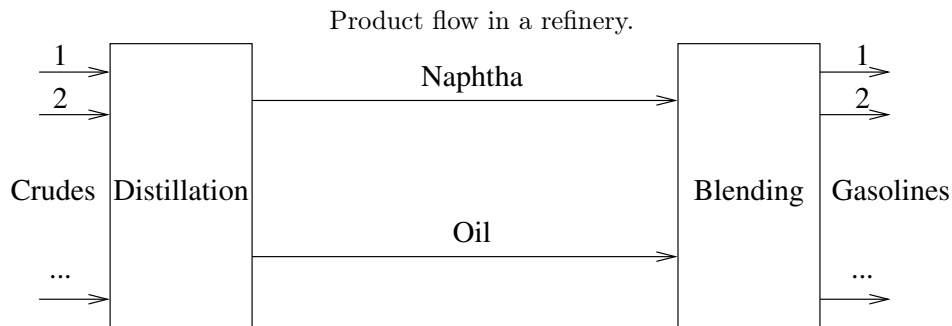 Product flow in a refinery.
1
Naphtha
1
2
2
Crudes
Distillation
Blending
Gasolines
Oil
...
...